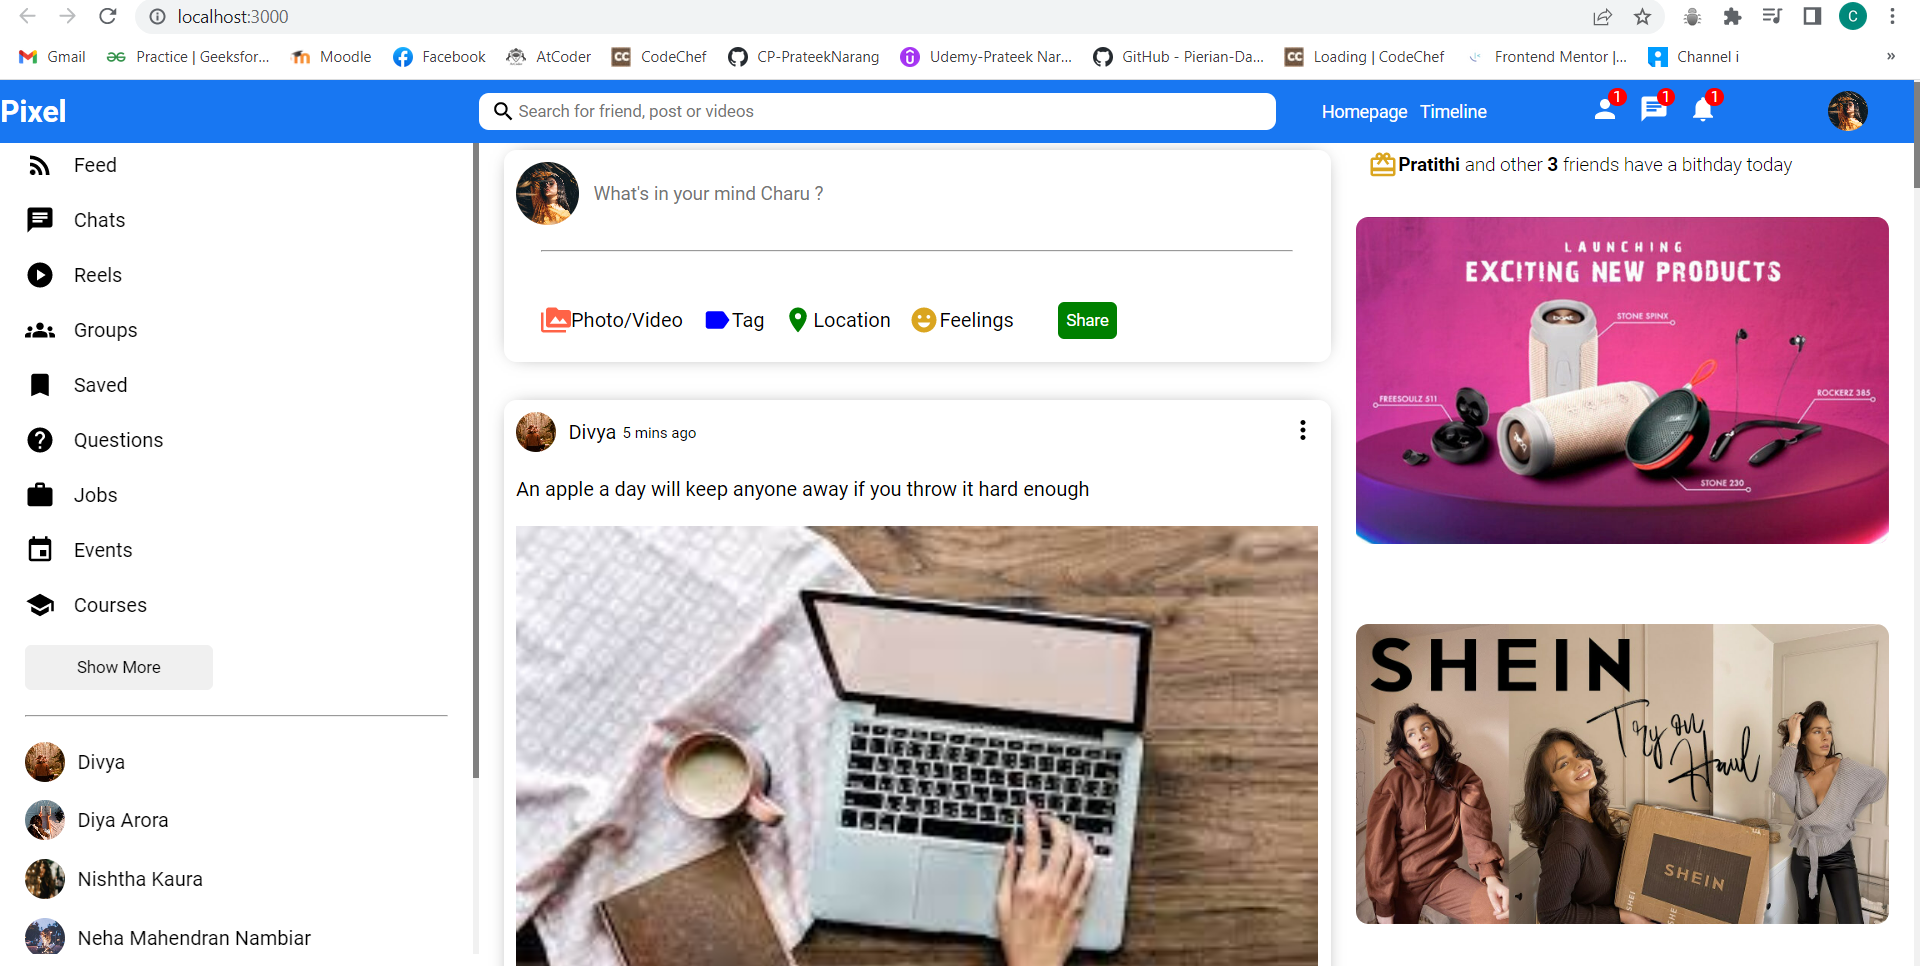 localhost:3000
C
Gmail
Practice | Geeksfor...
Moodle
Facebook
AtCoder
CC
CodeChef
CP-PrateekNarang
Udemy-Prateek Nar...
GitHub - Pierian-Da...
CC
Loading | CodeChef
Frontend Mentor |...
Channel i
»
Pixel
Search for friend, post or videos
Homepage Timeline
1
1
1
Feed
Chats
Reels
Groups
Saved
Questions
Jobs
Events
Courses
Show More
Divya
Diya Arora
Nishtha Kaura
Neha Mahendran Nambiar
What's in your mind Charu ?
Photo/Video
Tag
Location
Feelings
Share
Divya 5 mins ago
An apple a day will keep anyone away if you throw it hard enough
Pratithi and other 3 friends have a bithday today
LAUNCHING
EXCITING NEW PRODUCTS
STONE SPINX
FREESOULZ 511
ROCKERZ 385
STONE 230
SHEIN
Try on
Haul
SHEIN
SHEI